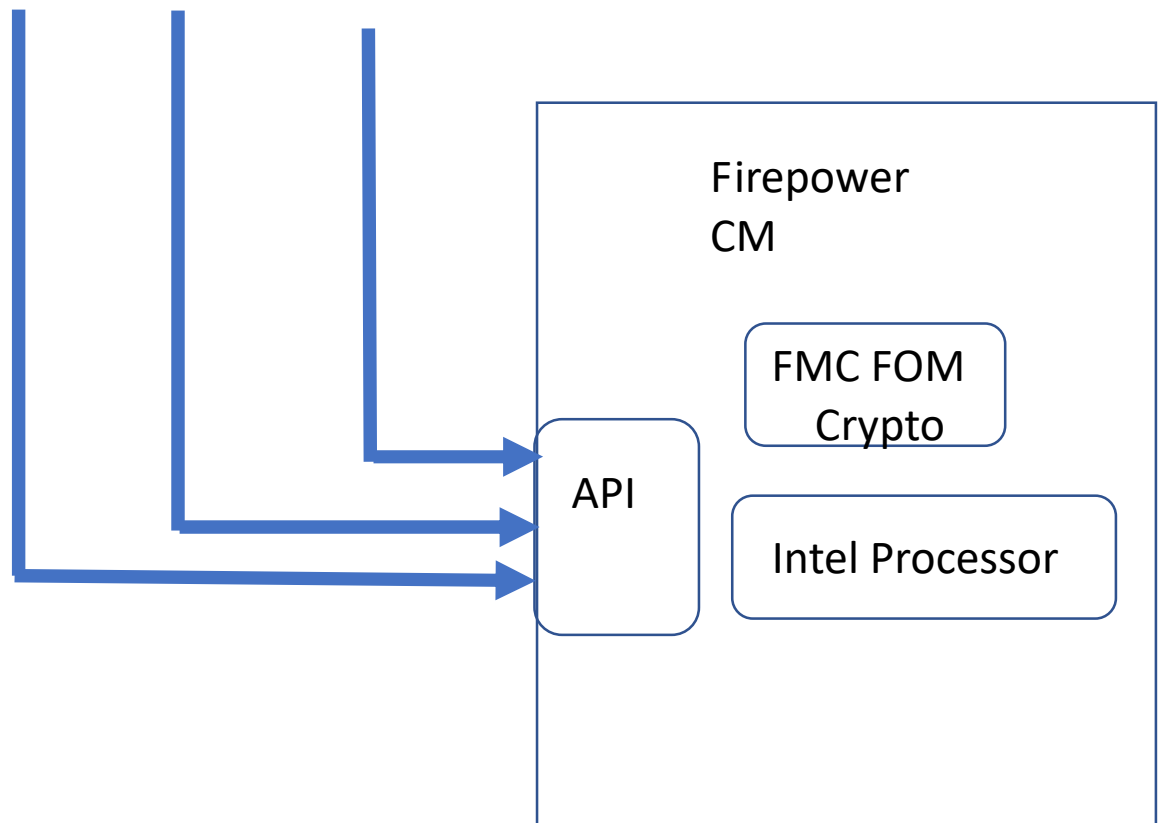 Firepower
CM
FMC FOM
Crypto
API
Intel Processor